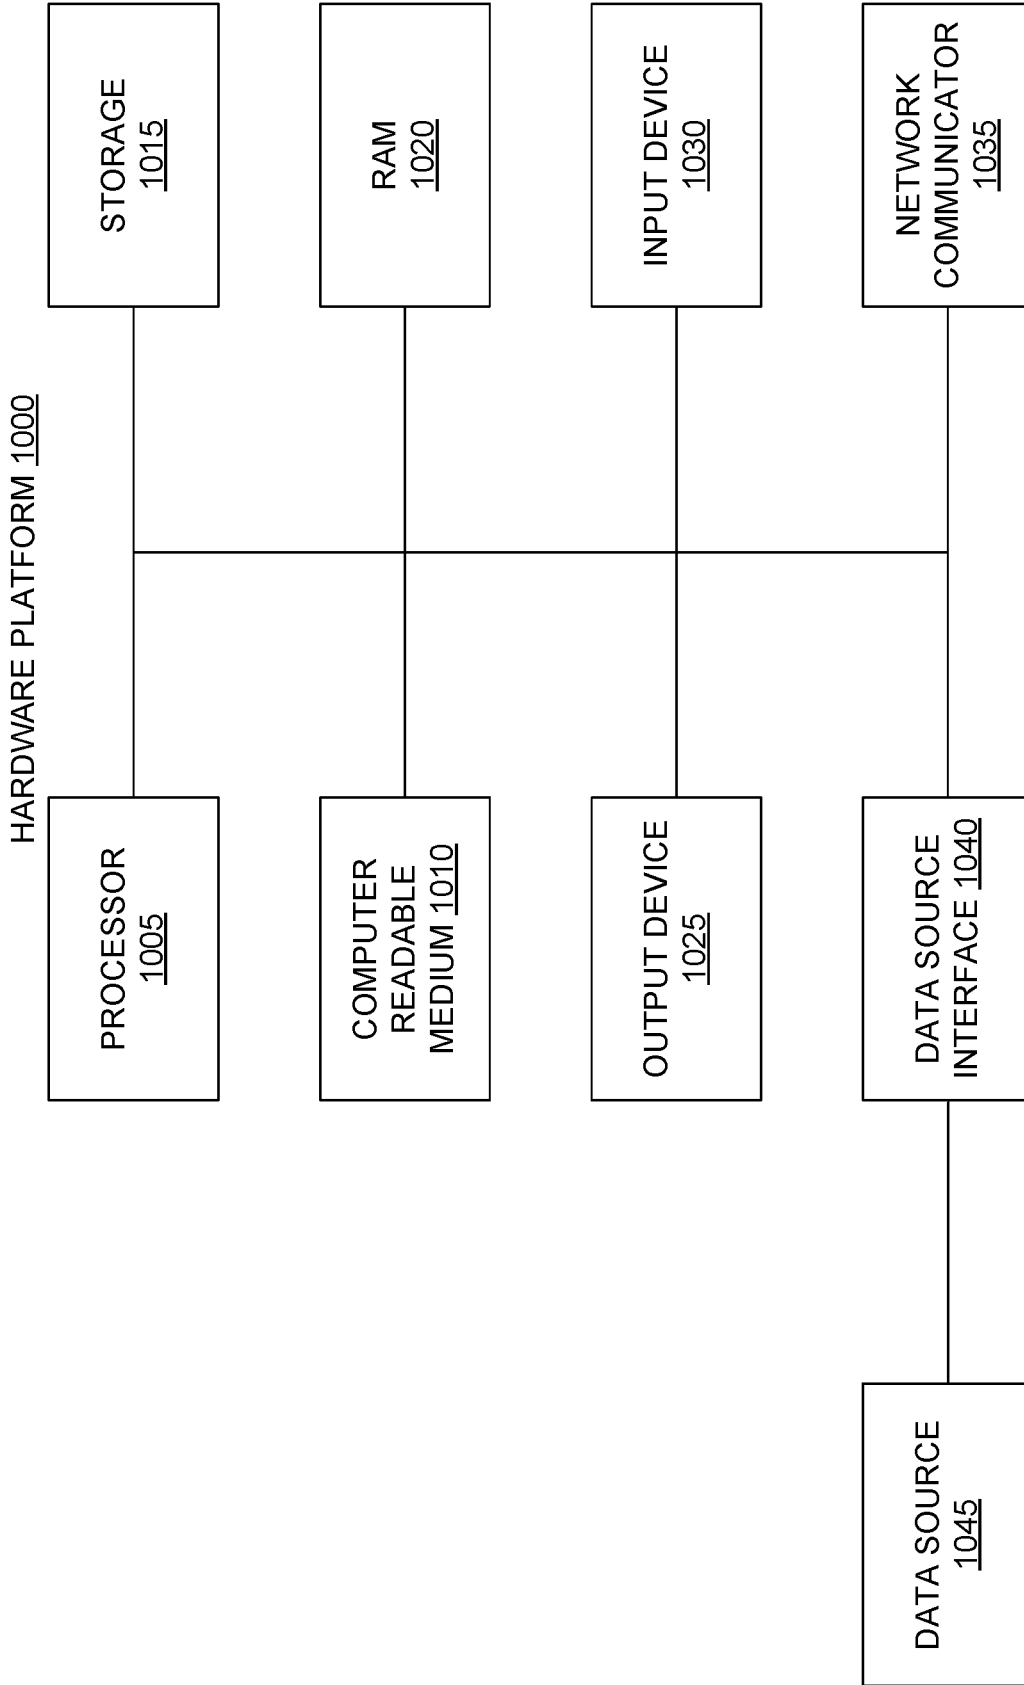 HARDWARE PLATFORM 1000
PROCESSOR
1005
STORAGE
1015
COMPUTER
READABLE
MEDIUM 1010
RAM
1020
OUTPUT DEVICE
1025
INPUT DEVICE
1030
DATA SOURCE
1045
DATA SOURCE
INTERFACE 1040
NETWORK
COMMUNICATOR
1035